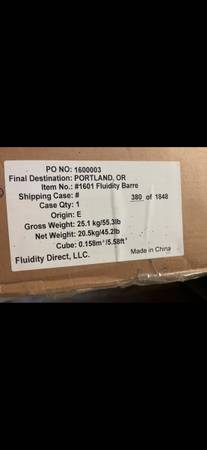 PO NO: 1600003
Final Destination: PORTLAND, OR
Item No.: #1601 Fluidity Barre
Shipping Case: # 380 of 1848
Case Qty: 1
Origin: E
Gross Weight: 25.1 kg/55.3lb
Net Weight: 20.5kg/45.2lb
Cube: 0.158m³/5.58ft³
Fluidity Direct, LLC. Made in China